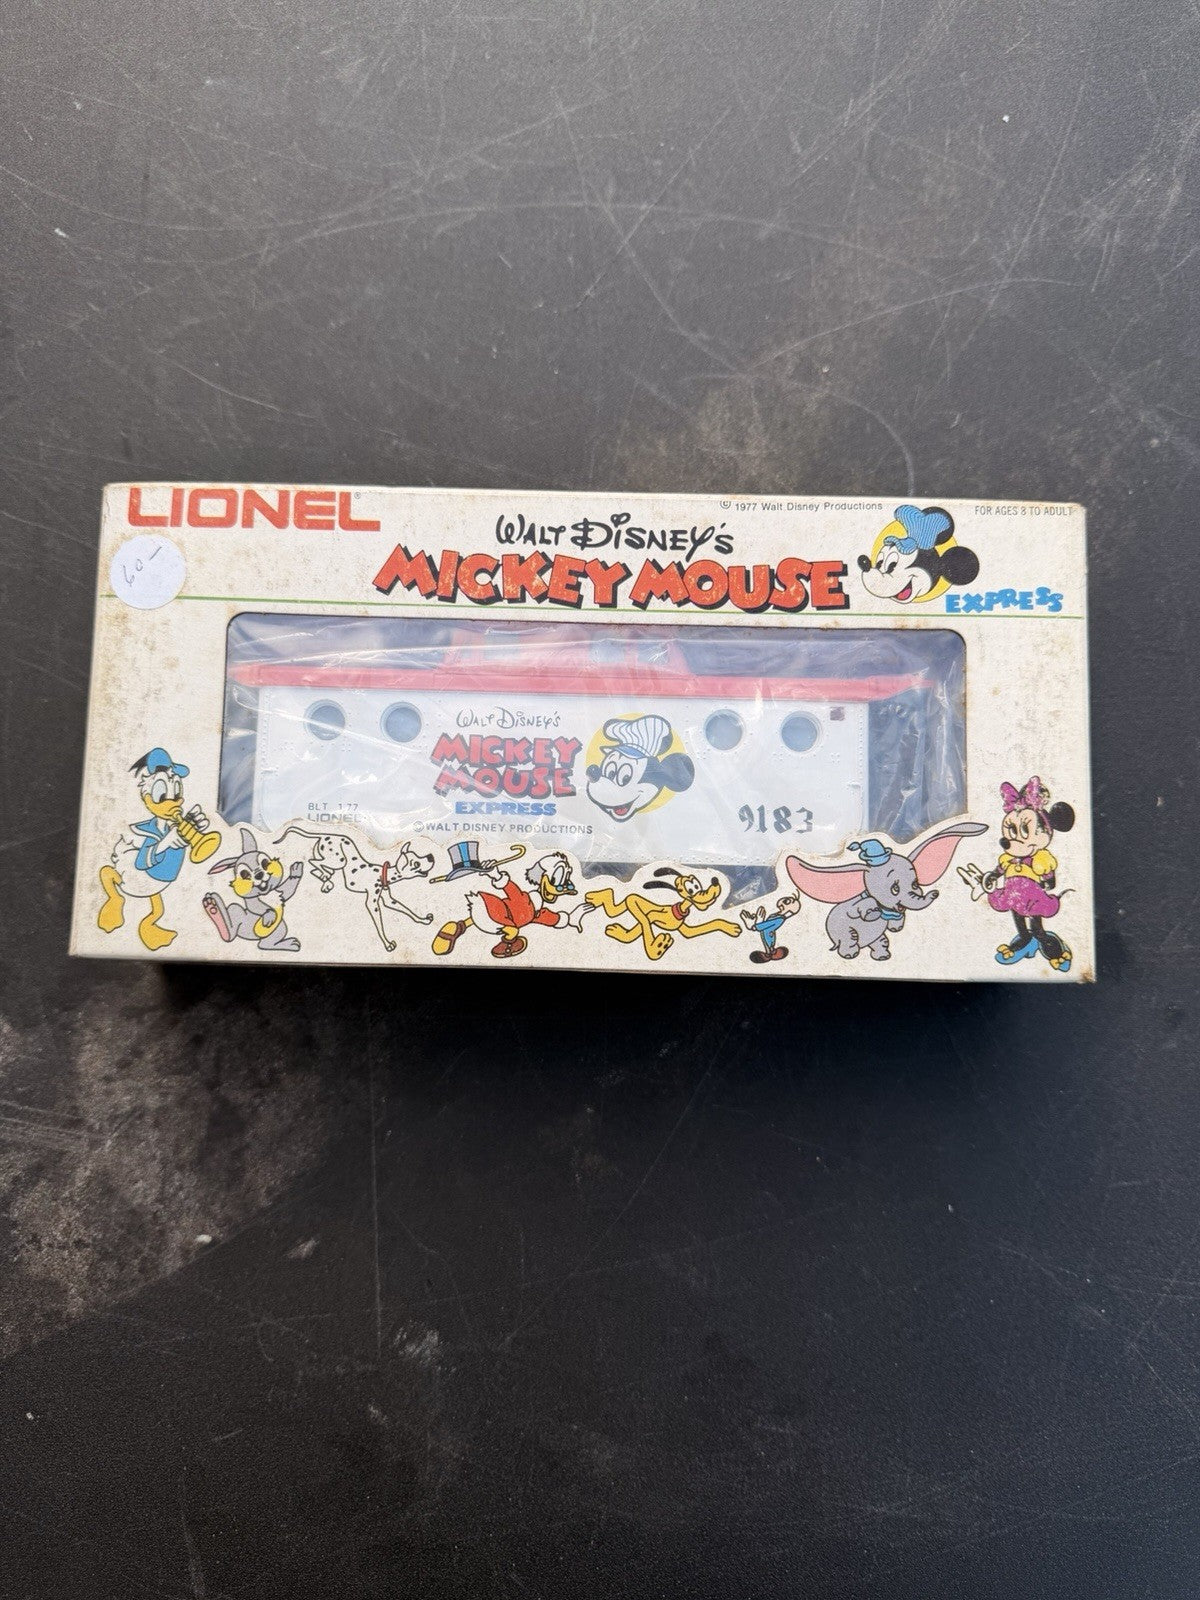 LIONEL®
© 1977 Walt Disney Productions
FOR AGES 8 TO ADULT
60-
WALT DISNEY'S
MICKEY MOUSE
EXPRESS
WALT DISNEY'S
MICKEY
MOUSE
EXPRESS
© WALT DISNEY PRODUCTIONS
BLT 1-77
LIONEL
9183